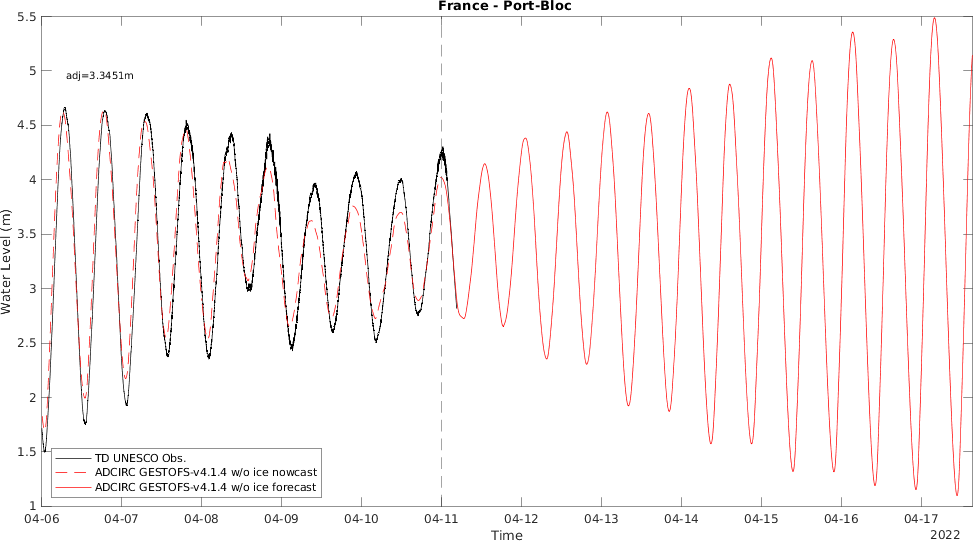 France - Port-Bloc
5.5
5
4.5
4
3.5
3
2.5
2
1.5
1
Water Level (m)
adj=3.3451m
TD UNESCO Obs.
ADCIRC GESTOFS-v4.1.4 w/o ice nowcast
ADCIRC GESTOFS-v4.1.4 w/o ice forecast
04-06 04-07 04-08 04-09 04-10 04-11 04-12 04-13 04-14 04-15 04-16 04-17
Time
2022